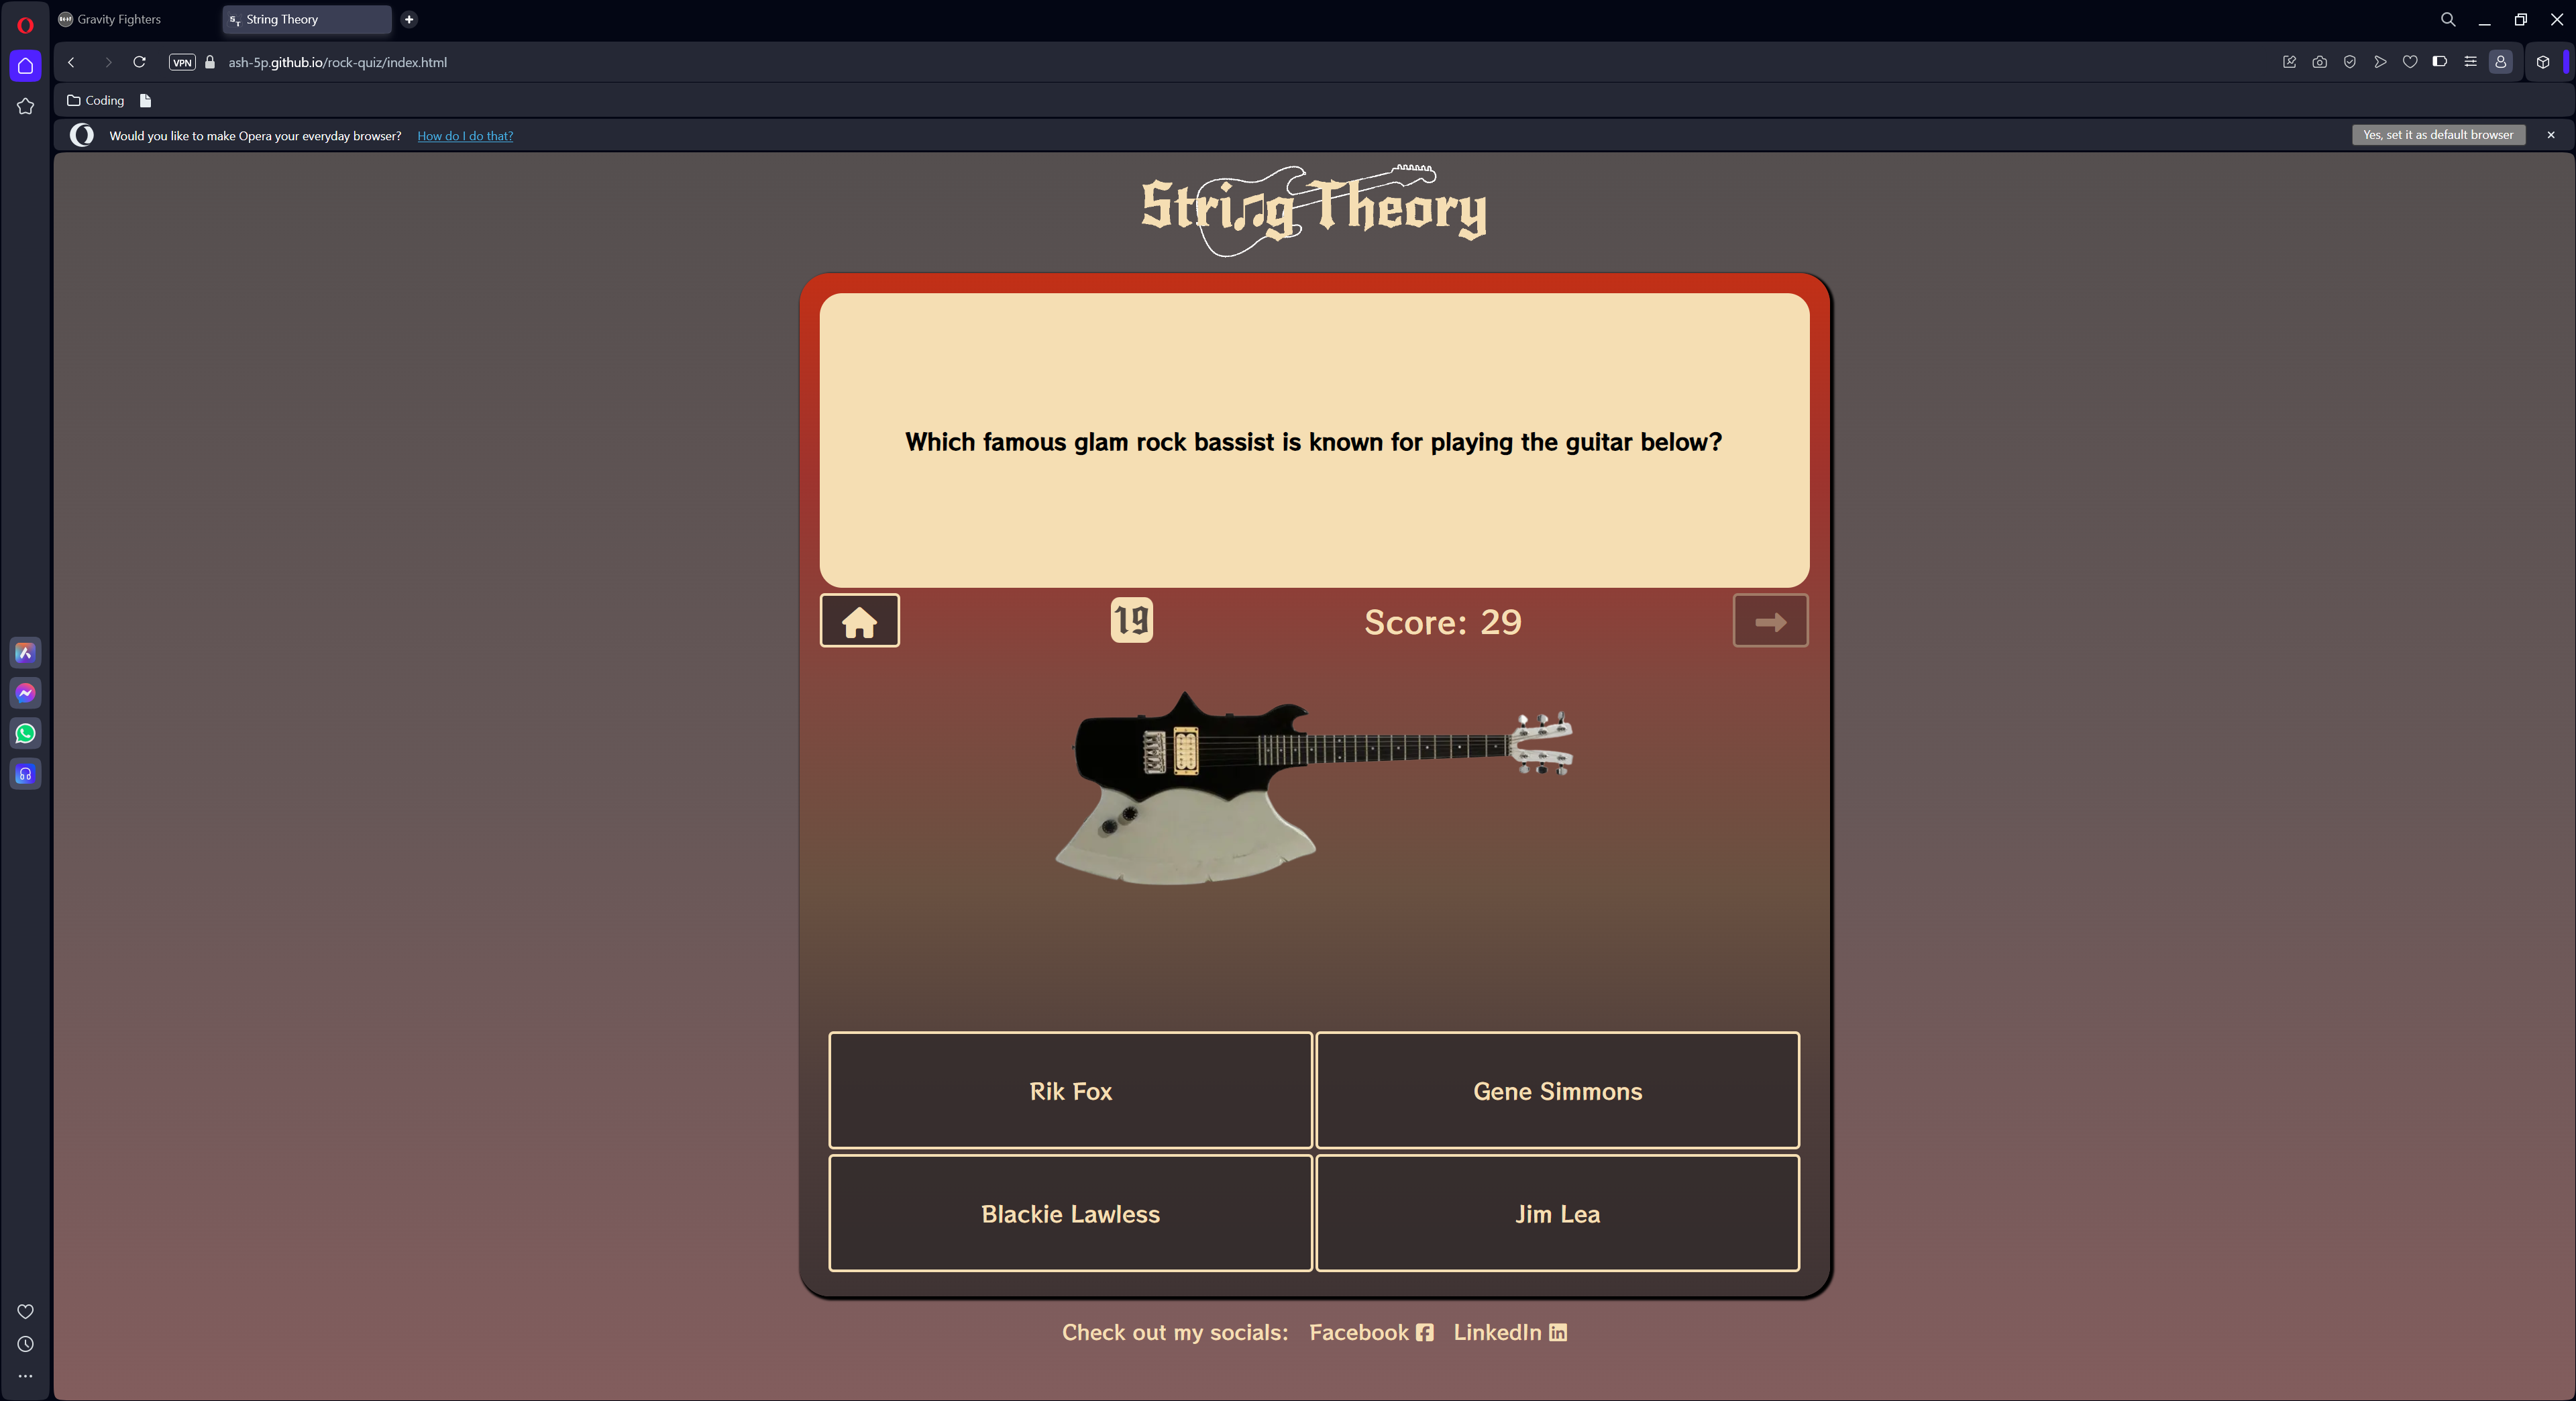 Gravity Fighters
String Theory
VPN
ash-5p.github.io/rock-quiz/index.html
Coding
Would you like to make Opera your everyday browser? How do I do that?
Yes, set it as default browser
String Theory
Which famous glam rock bassist is known for playing the guitar below?
19
Score: 29
Rik Fox
Gene Simmons
Blackie Lawless
Jim Lea
Check out my socials: Facebook LinkedIn